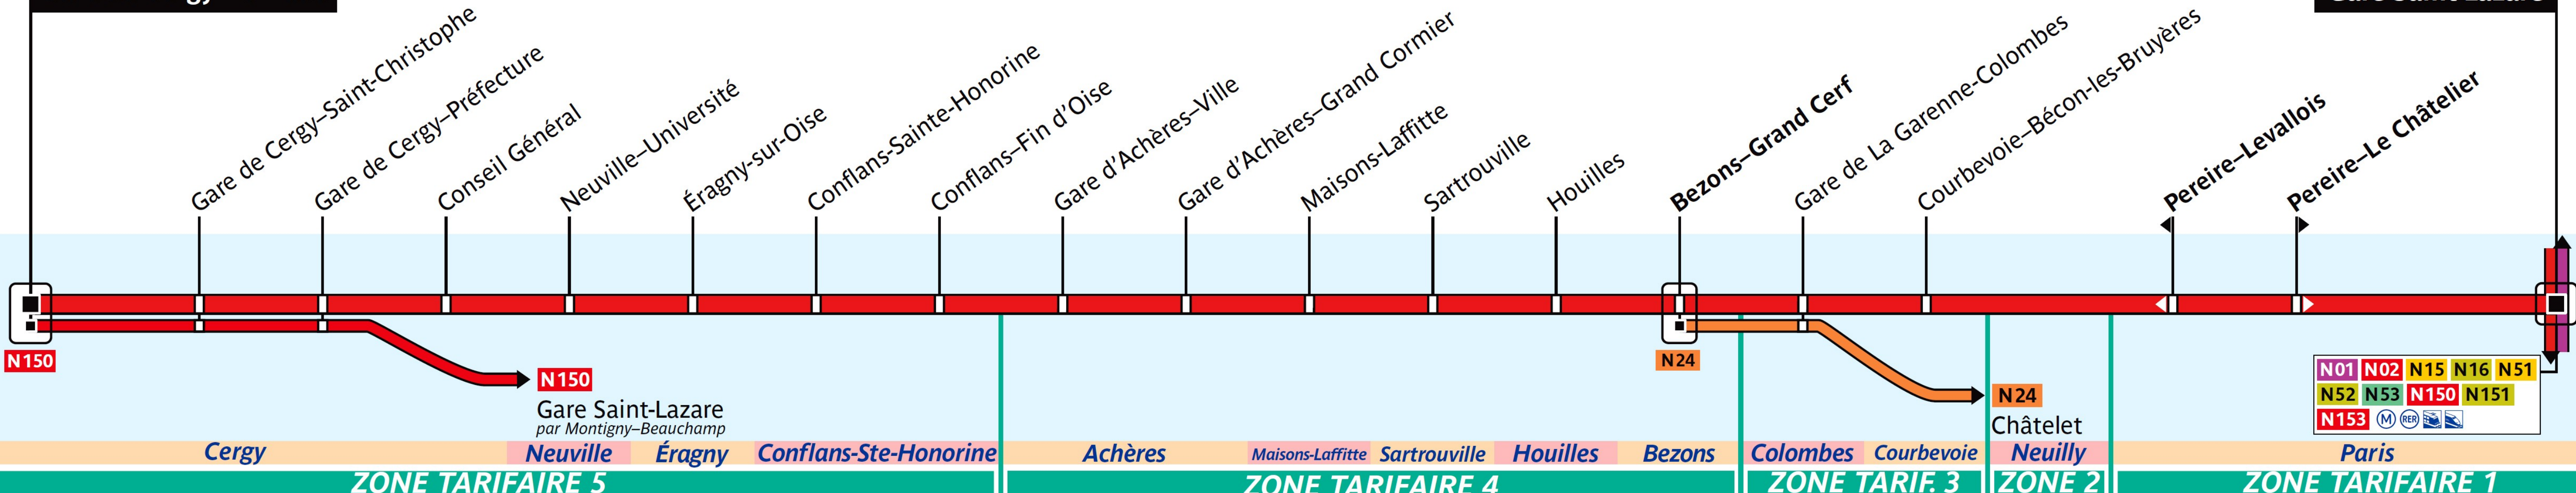 Gare de Cergy–Saint-Christophe
Gare de Cergy–Préfecture
Conseil Général
Neuville–Université
Éragny-sur-Oise
Conflans-Sainte-Honorine
Conflans–Fin d’Oise
Gare d’Achères–Ville
Gare d’Achères–Grand Cormier
Maisons-Laffitte
Sartrouville
Houilles
Bezons–Grand Cerf
Gare de La Garenne-Colombes
Courbevoie–Bécon-les-Bruyères
Pereire–Levallois
Pereire–Le Châtelier
N150
N150
Gare Saint-Lazare
par Montigny–Beauchamp
N24
N24
Châtelet
N01 N02 N15 N16 N51
N52 N53 N150 N151
N153 M RER
Cergy Neuville Éragny Conflans-Ste-Honorine Achères Maisons-Laffitte Sartrouville Houilles Bezons Colombes Courbevoie Neuilly Paris
ZONE TARIFAIRE 5 ZONE TARIFAIRE 4 ZONE TARIF. 3 ZONE 2 ZONE TARIFAIRE 1